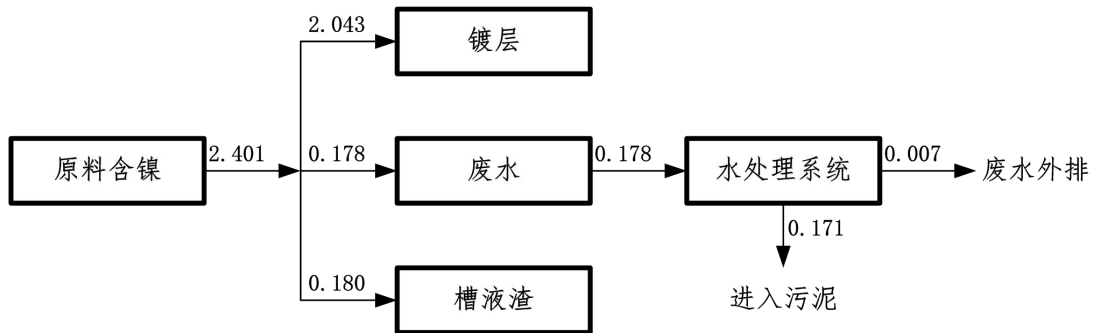 2.043
镀层
原料含镍
2.401
0.178
废水
0.178
水处理系统
0.007
废水外排
0.171
进入污泥
0.180
槽液渣